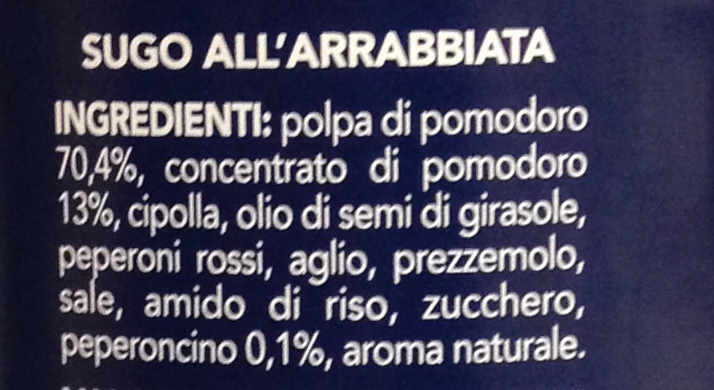 SUGO ALL'ARRABBIATA
INGREDIENTI: polpa di pomodoro
70,4%, concentrato di pomodoro
13%, cipolla, olio di semi di girasole,
peperoni rossi, aglio, prezzemolo,
sale, amido di riso, zucchero,
peperoncino 0,1%, aroma naturale.